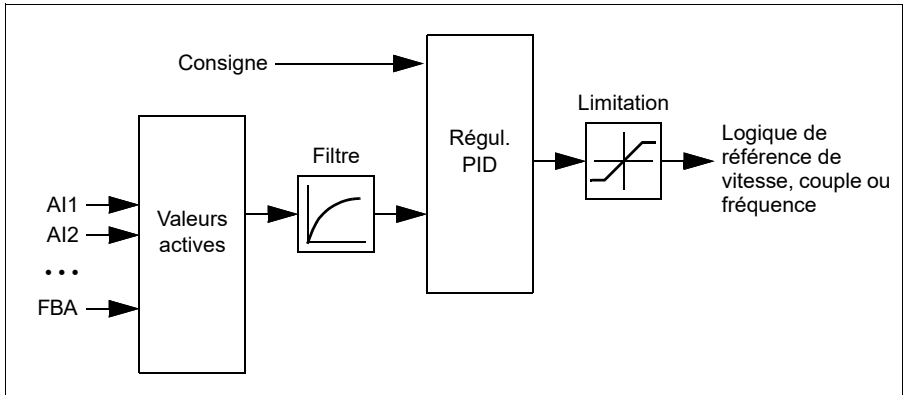 Consigne
Régul.
PID
Limitation
Logique de
référence de
vitesse, couple ou
fréquence
Filtre
Valeurs
actives
AI1
AI2
•••
FBA